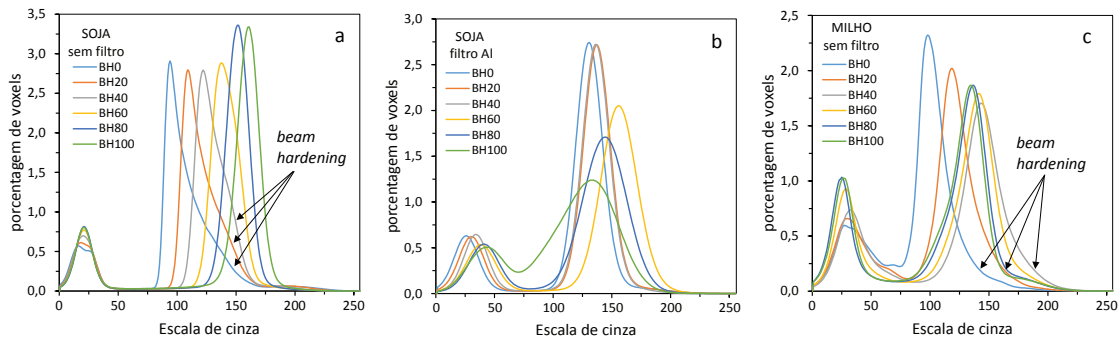 SOJA
sem filtro
a
BH0
BH20
BH40
BH60
BH80
BH100
beam
hardening
porcentagem de voxels
3,5
3,0
2,5
2,0
1,5
1,0
0,5
0,0
0 50 100 150 200 250
Escala de cinza
SOJA
filtro Al
b
BH0
BH20
BH40
BH60
BH80
BH100
porcentagem de voxels
3,0
2,5
2,0
1,5
1,0
0,5
0,0
0 50 100 150 200 250
Escala de cinza
MILHO
sem filtro
c
BH0
BH20
BH40
BH60
BH80
BH100
beam
hardening
porcentagem de voxels
2,5
2,0
1,5
1,0
0,5
0,0
0 50 100 150 200 250
Escala de cinza